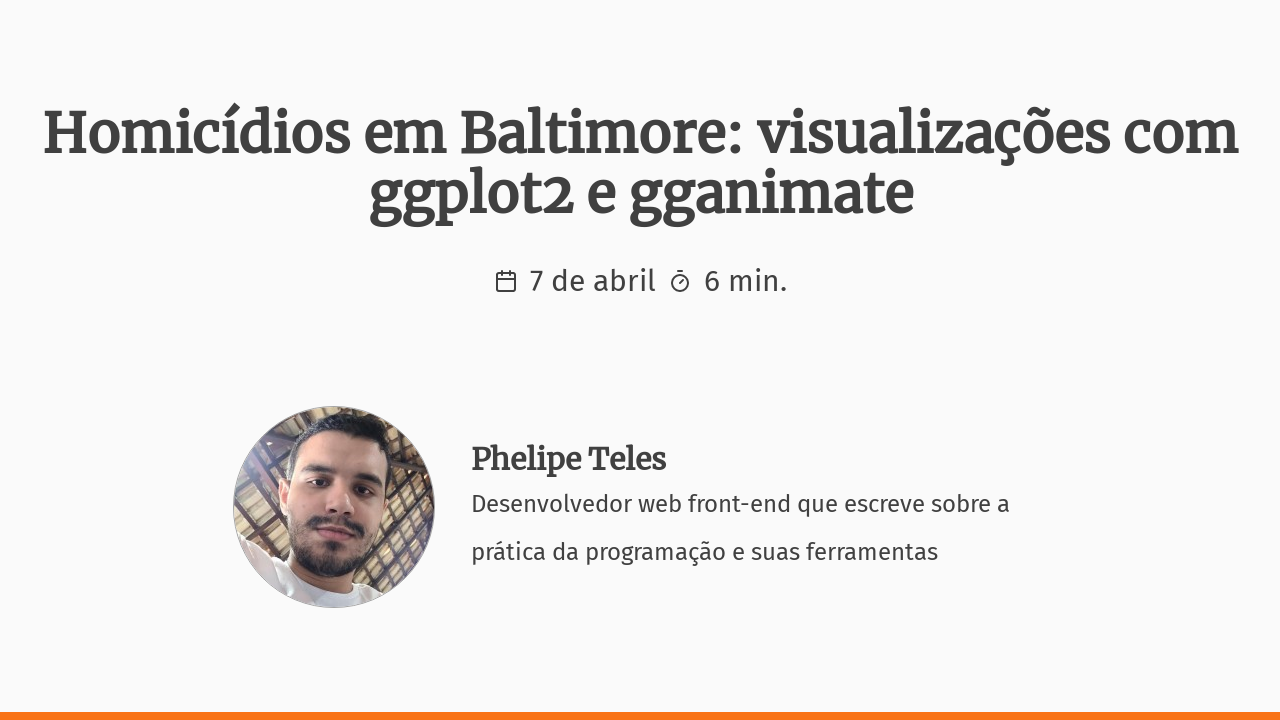 Homicídios em Baltimore: visualizações com
ggplot2 e gganimate
7 de abril 6 min.
Phelipe Teles
Desenvolvedor web front-end que escreve sobre a
prática da programação e suas ferramentas